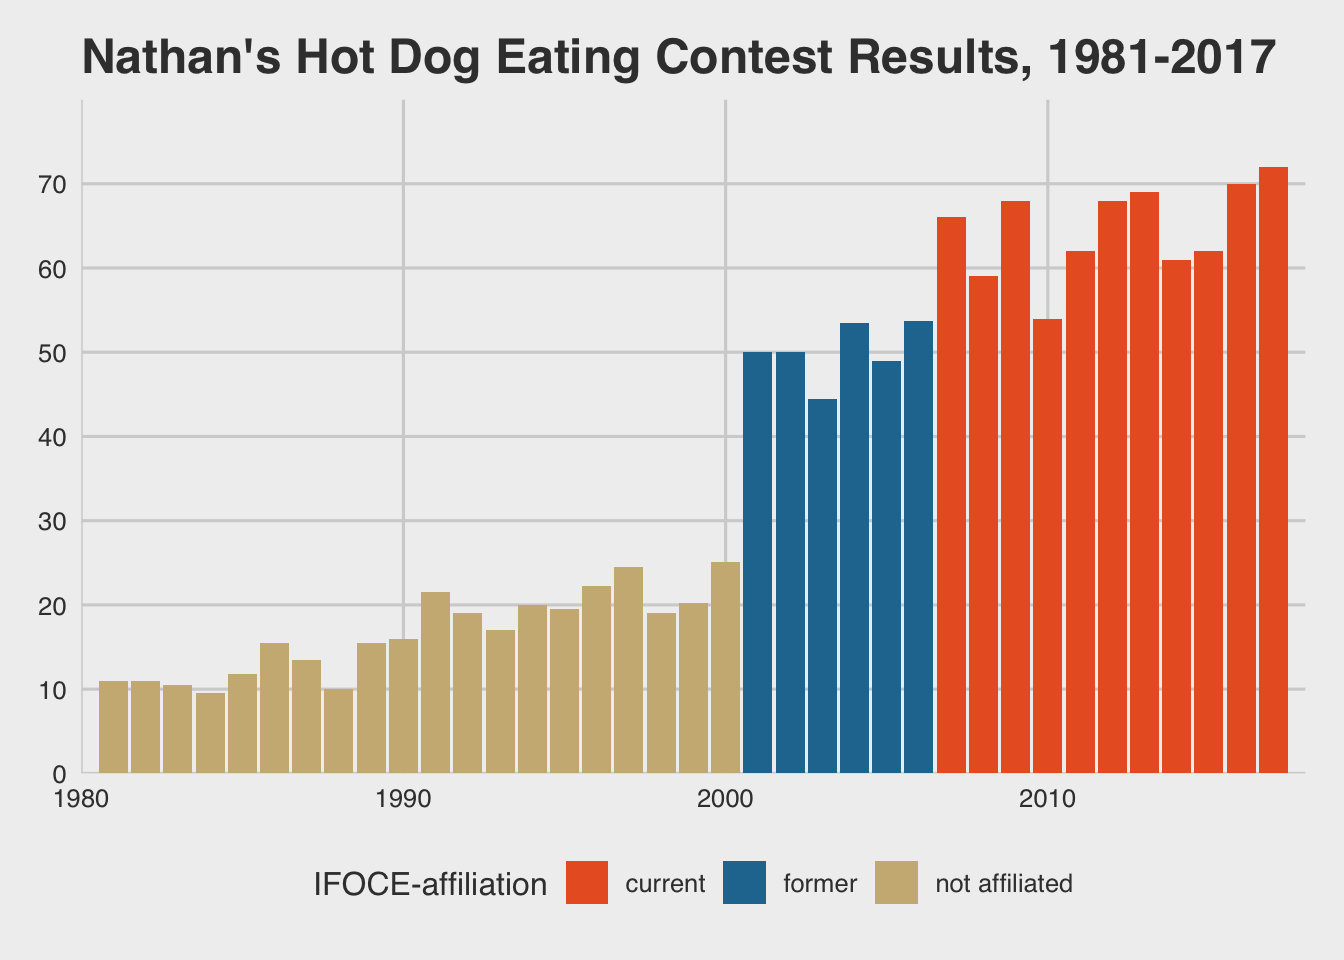 Nathan's Hot Dog Eating Contest Results, 1981-2017
70
60
50
40
30
20
10
0
1980 1990 2000 2010
IFOCE-affiliation current former not affiliated